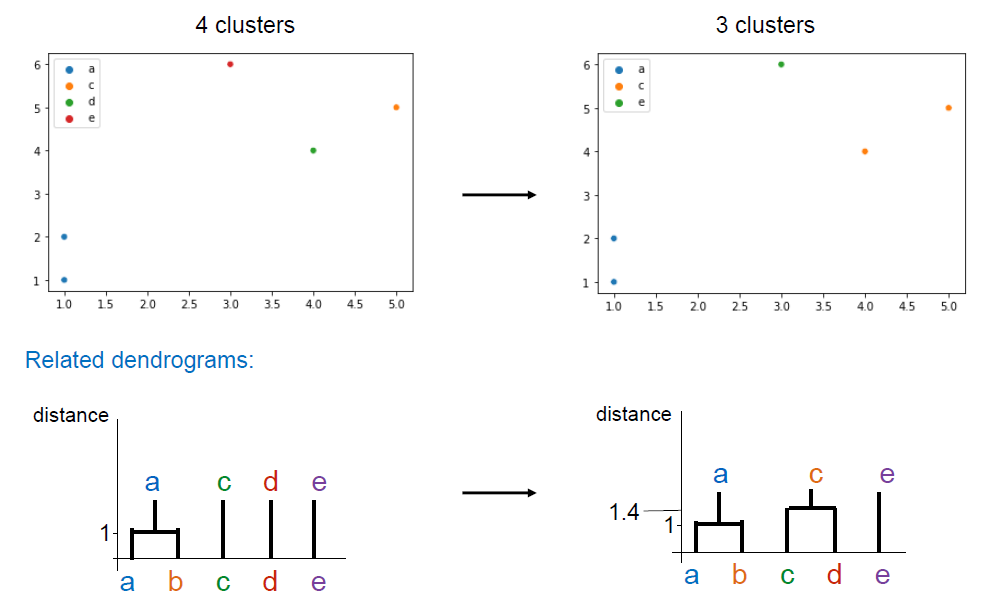 4 clusters
3 clusters
a
c
d
e
6
5
4
3
2
1
1.0 1.5 2.0 2.5 3.0 3.5 4.0 4.5 5.0
a
c
e
6
5
4
3
2
1
1.0 1.5 2.0 2.5 3.0 3.5 4.0 4.5 5.0
Related dendrograms:
distance
a c d e
1
a b c d e
distance
a c e
1.4
1
a b c d e